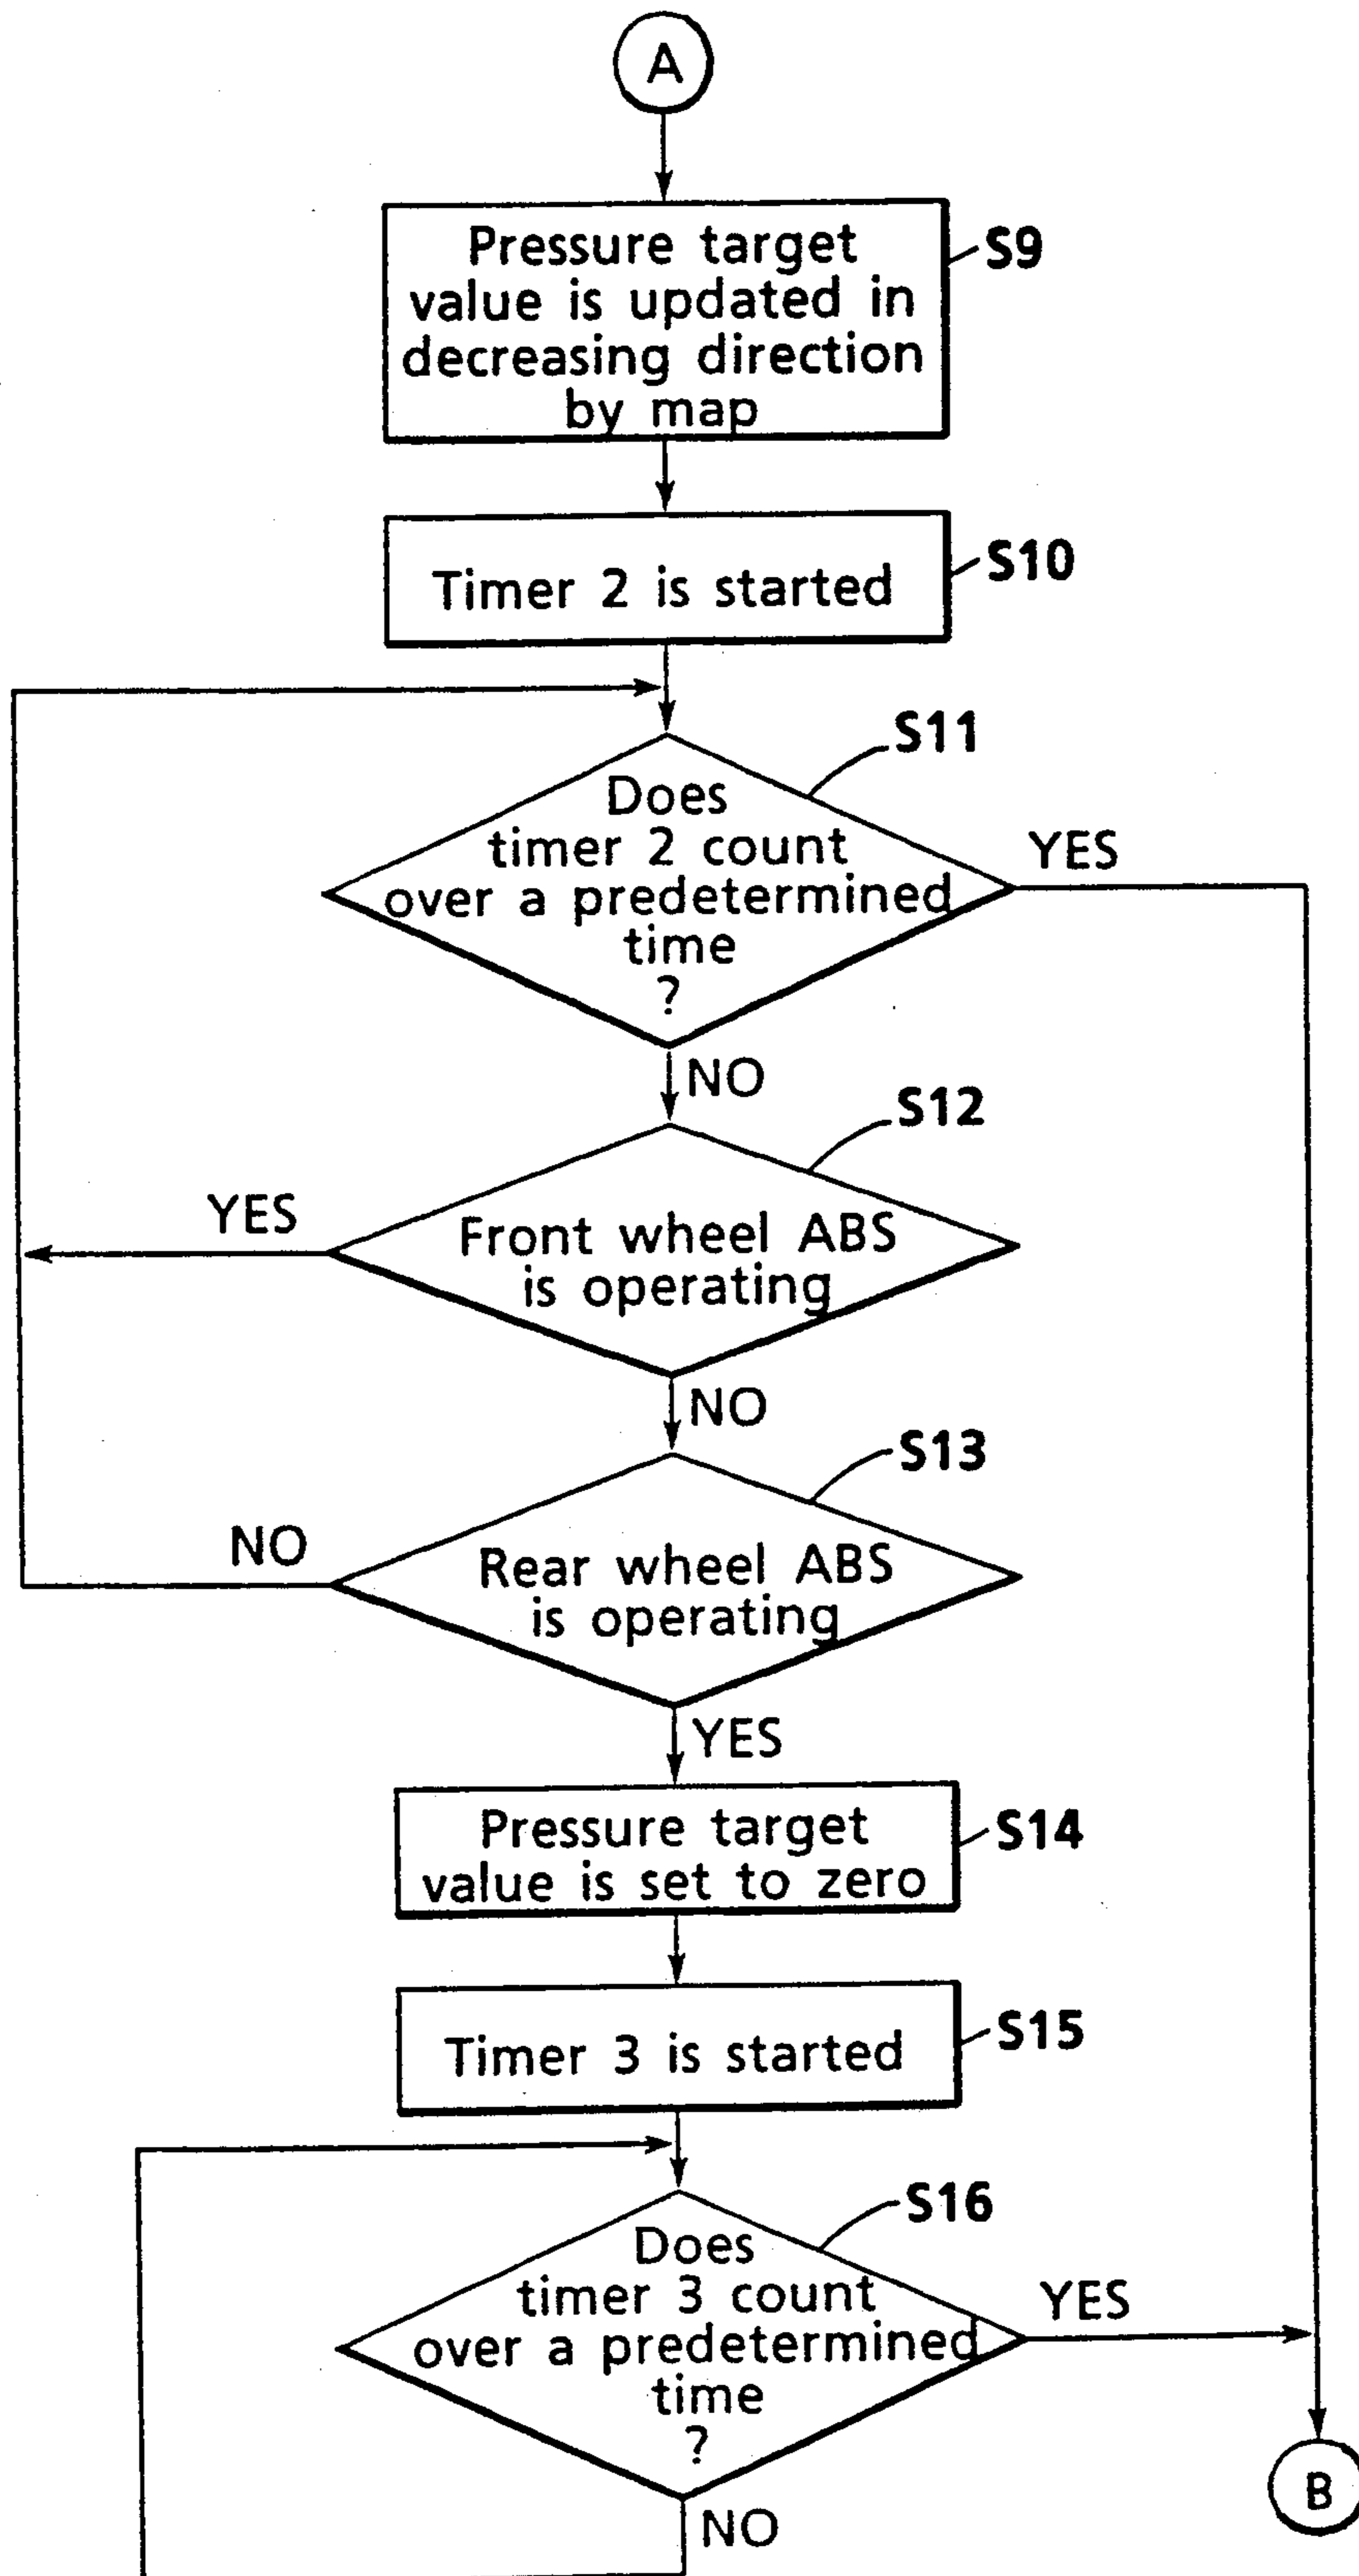 A
Pressure target
value is updated in
decreasing direction
by map
S9
Timer 2 is started
S10
S11
Does
timer 2 count
over a predetermined
time
?
YES
NO
S12
YES
Front wheel ABS
is operating
NO
S13
NO
Rear wheel ABS
is operating
YES
Pressure target
value is set to zero
S14
Timer 3 is started
S15
S16
Does
timer 3 count
over a predetermined
time
?
YES
B
NO